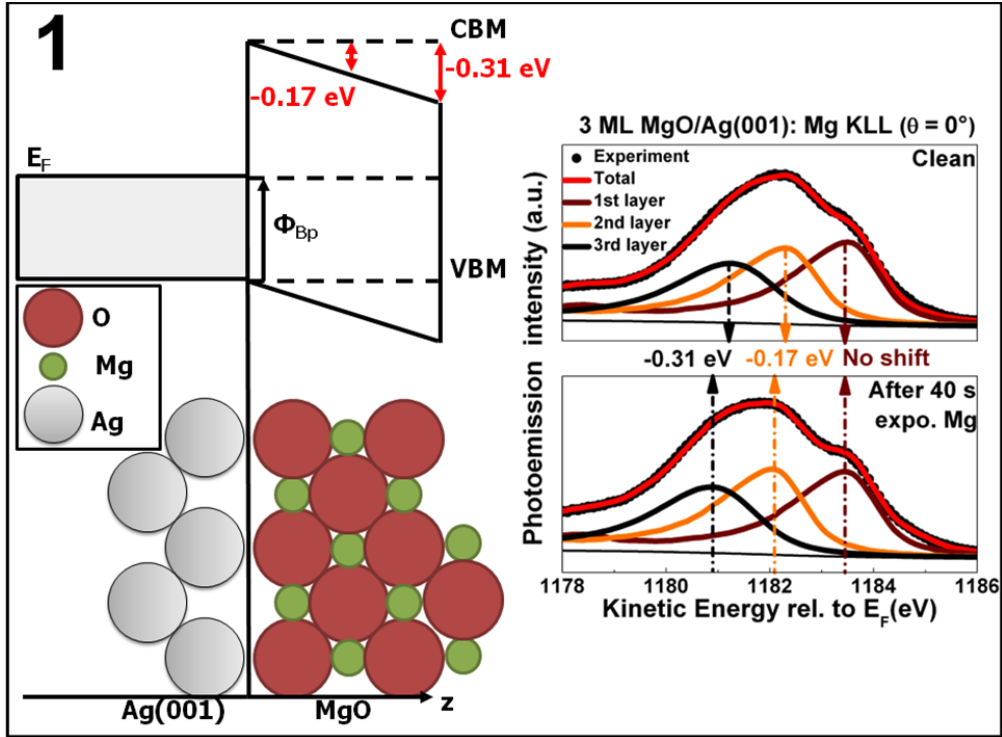 1
CBM
-0.17 eV
-0.31 eV
E_F
Φ_Bp
VBM
O
Mg
Ag
Ag(001)
MgO
z
3 ML MgO/Ag(001): Mg KLL (θ = 0°)
Experiment
Total
1st layer
2nd layer
3rd layer
Clean
-0.31 eV
-0.17 eV
No shift
After 40 s
expo. Mg
Photoemission intensity (a.u.)
1178 1180 1182 1184 1186
Kinetic Energy rel. to E_F(eV)